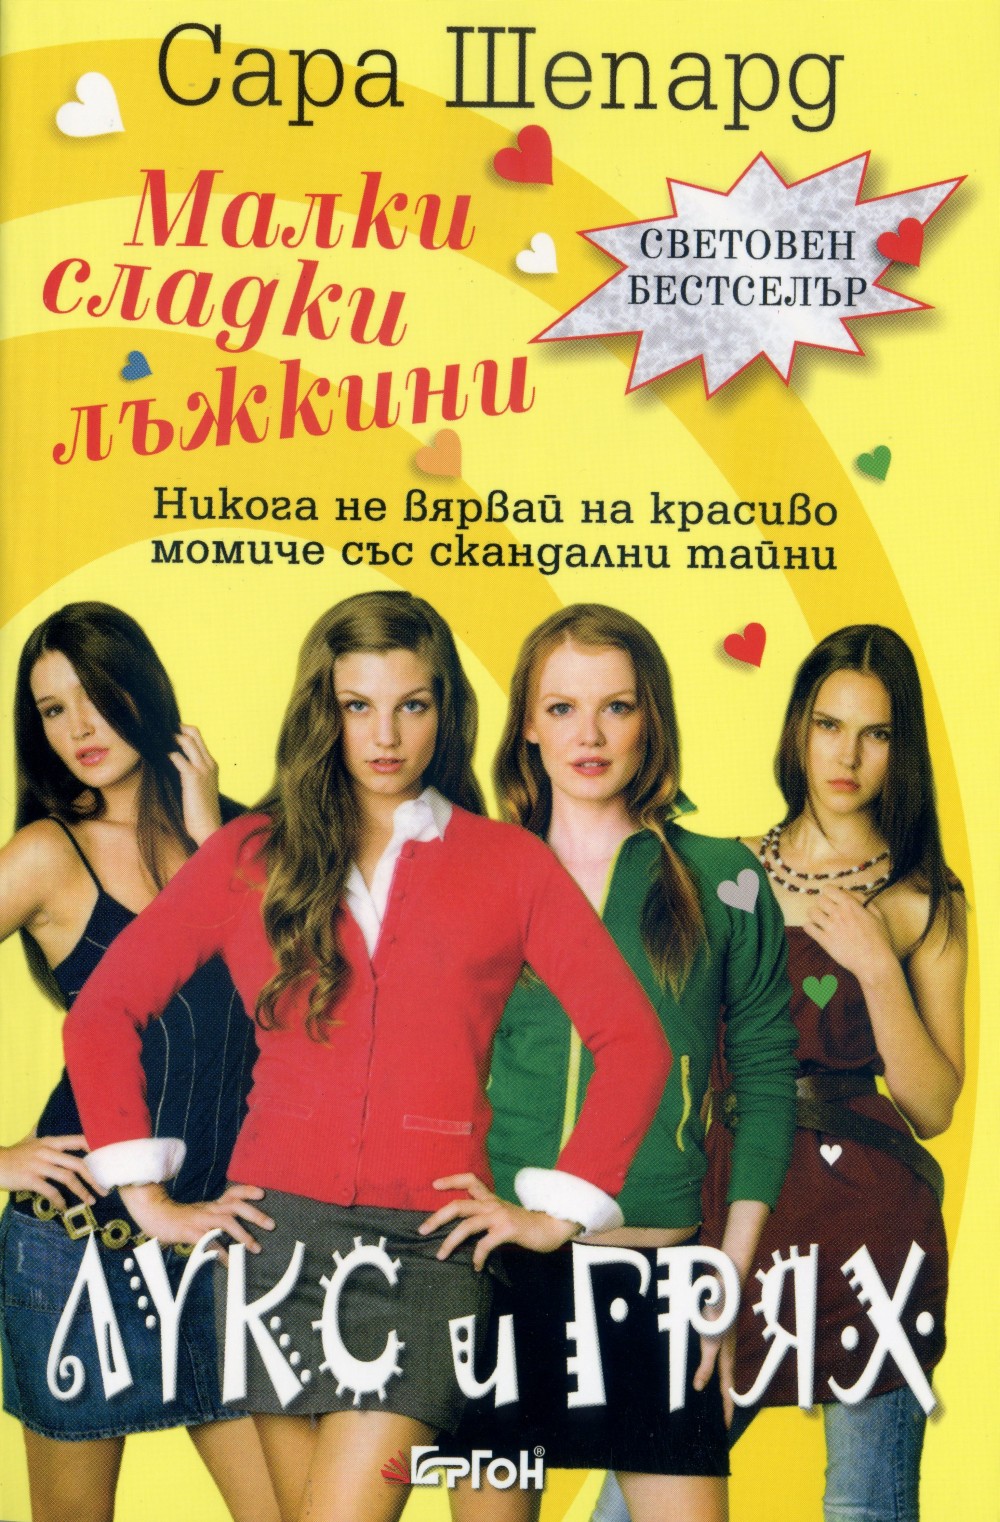 Сара Шепард
Малки
сладки
лъжкини
СВЕТОВЕН
БЕСТСЕЛЪР
Никога не вярвай на красиво
момиче със скандални тайни
ЛУКС и ГРЯХ
ЕРГОН®